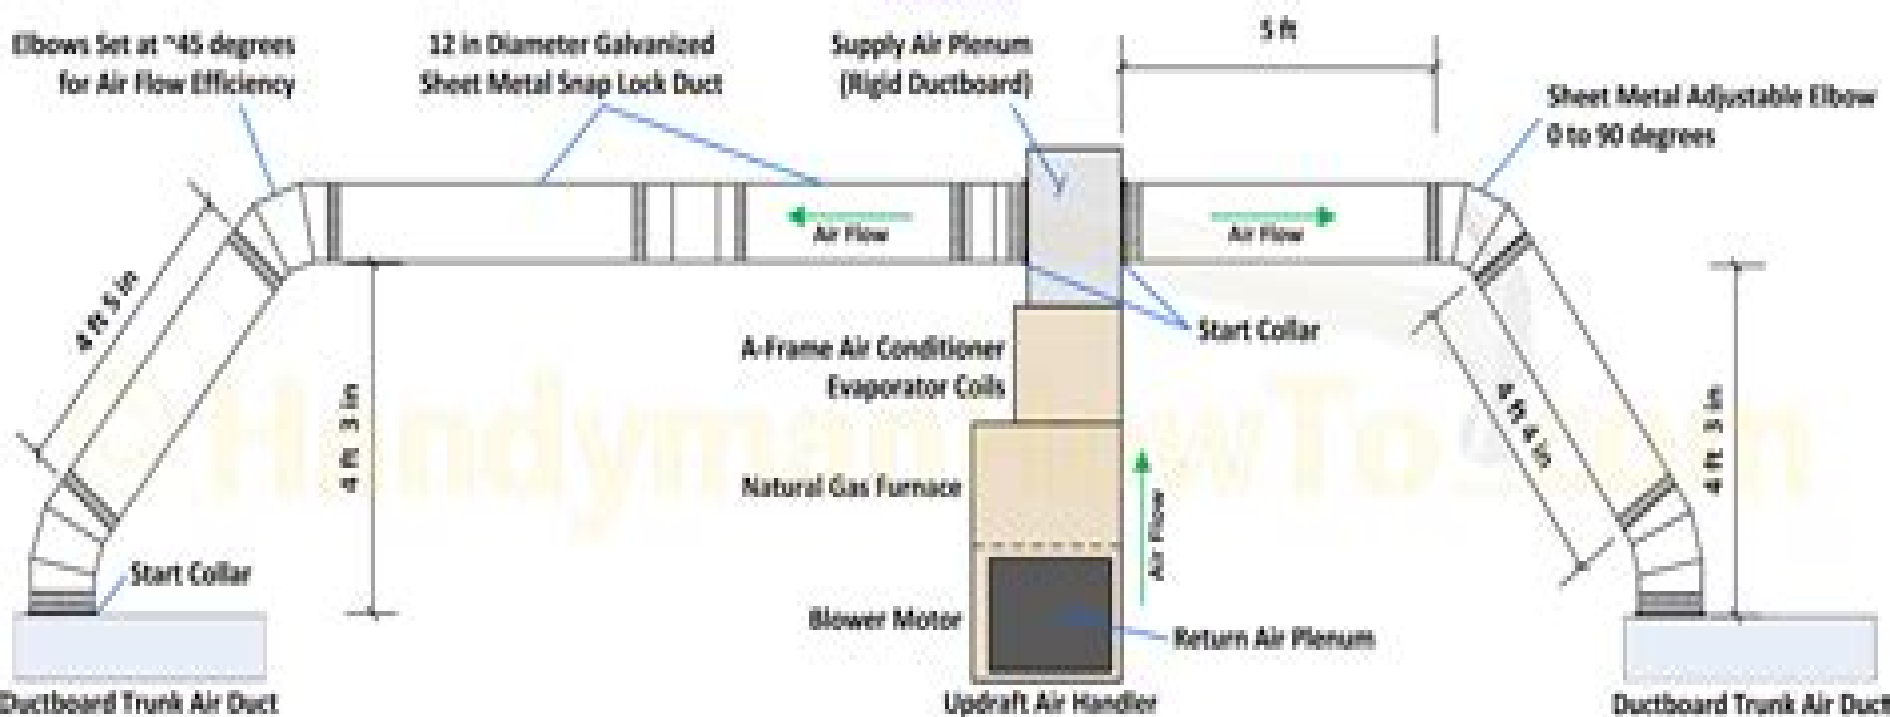 Elbows Set at ~45 degrees
for Air Flow Efficiency
12 in Diameter Galvanized
Sheet Metal Snap Lock Duct
Supply Air Plenum
(Rigid Ductboard)
5 ft
Sheet Metal Adjustable Elbow
0 to 90 degrees
Air Flow
Air Flow
4 ft 5 in
Start Collar
A-Frame Air Conditioner
Evaporator Coils
4 ft 3 in
4 ft 4 in
4 ft 3 in
Natural Gas Furnace
Air Flow
Start Collar
Blower Motor
Return Air Plenum
Ductboard Trunk Air Duct
Updraft Air Handler
Ductboard Trunk Air Duct